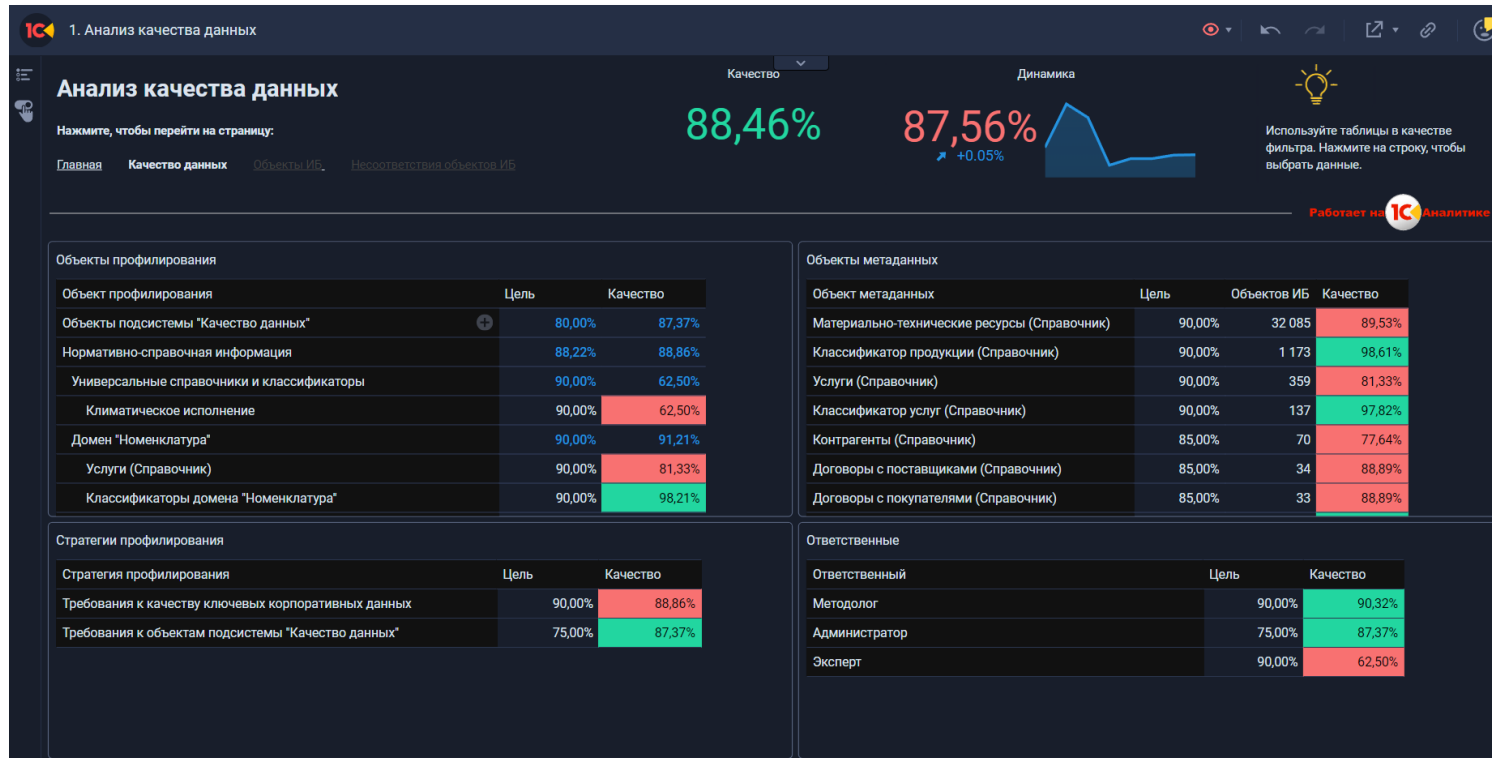 1С 1. Анализ качества данных
Анализ качества данных
Нажмите, чтобы перейти на страницу:
Главная Качество данных Объекты ИБ Несоответствия объектов ИБ
Качество
88,46%
Динамика
87,56%
+0.05%
Используйте таблицы в качестве
фильтра. Нажмите на строку, чтобы
выбрать данные.
Работает на 1С Аналитике
Объекты профилирования
Объект профилирования Цель Качество
Объекты подсистемы "Качество данных" 80,00% 87,37%
Нормативно-справочная информация 88,22% 88,86%
Универсальные справочники и классификаторы 90,00% 62,50%
Климатическое исполнение 90,00% 62,50%
Домен "Номенклатура" 90,00% 91,21%
Услуги (Справочник) 90,00% 81,33%
Классификаторы домена "Номенклатура" 90,00% 98,21%
Объекты метаданных
Объект метаданных Цель Объектов ИБ Качество
Материально-технические ресурсы (Справочник) 90,00% 32 085 89,53%
Классификатор продукции (Справочник) 90,00% 1 173 98,61%
Услуги (Справочник) 90,00% 359 81,33%
Классификатор услуг (Справочник) 90,00% 137 97,82%
Контрагенты (Справочник) 85,00% 70 77,64%
Договоры с поставщиками (Справочник) 85,00% 34 88,89%
Договоры с покупателями (Справочник) 85,00% 33 88,89%
Стратегии профилирования
Стратегия профилирования Цель Качество
Требования к качеству ключевых корпоративных данных 90,00% 88,86%
Требования к объектам подсистемы "Качество данных" 75,00% 87,37%
Ответственные
Ответственный Цель Качество
Методолог 90,00% 90,32%
Администратор 75,00% 87,37%
Эксперт 90,00% 62,50%